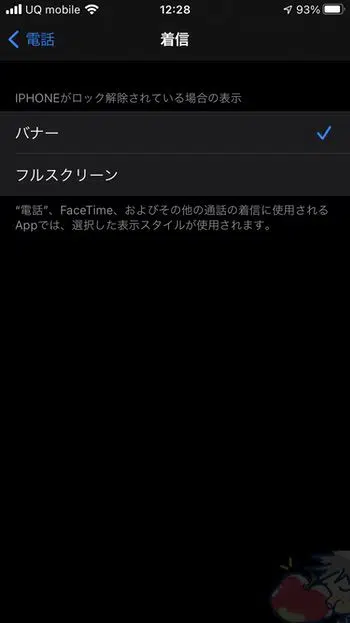 UQ mobile 12:28 93%
電話 着信
IPHONEがロック解除されている場合の表示
バナー
フルスクリーン
“電話”、FaceTime、およびその他の通話の着信に使用される
Appでは、選択した表示スタイルが使用されます。